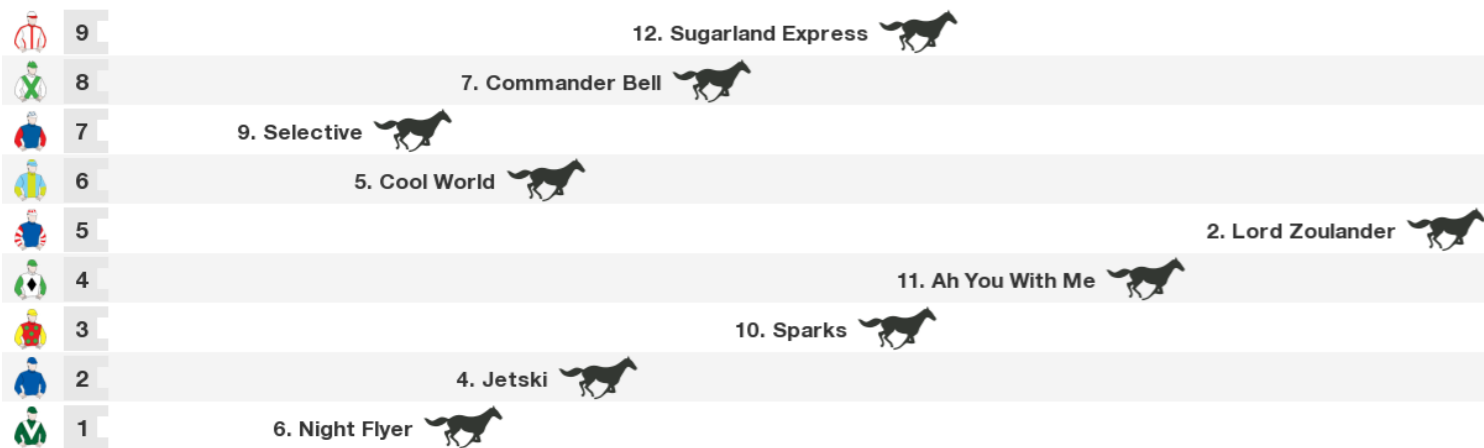 9 12. Sugarland Express
8 7. Commander Bell
7 9. Selective
6 5. Cool World
5 2. Lord Zoulander
4 11. Ah You With Me
3 10. Sparks
2 4. Jetski
1 6. Night Flyer